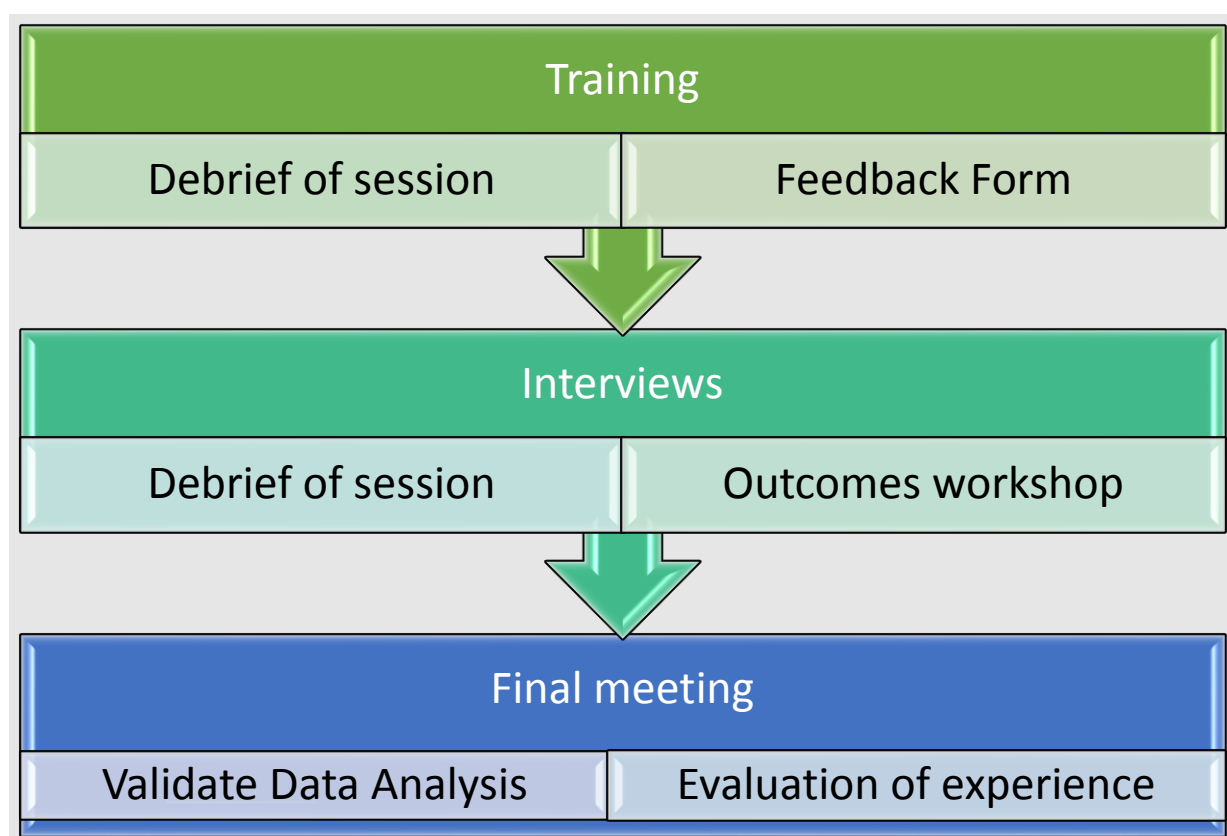 Training
Debrief of session
Feedback Form
Interviews
Debrief of session
Outcomes workshop
Final meeting
Validate Data Analysis
Evaluation of experience